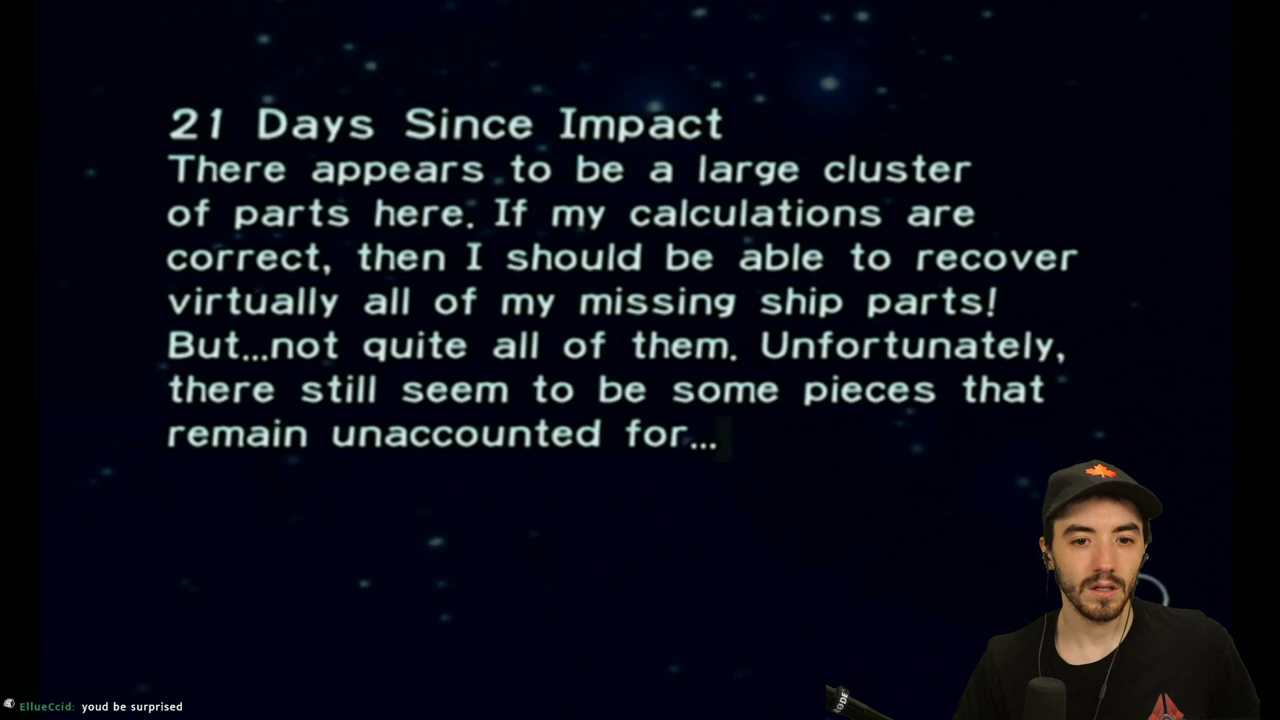 21 Days Since Impact
There appears to be a large cluster
of parts here. If my calculations are
correct, then I should be able to recover
virtually all of my missing ship parts!
But...not quite all of them. Unfortunately,
there still seem to be some pieces that
remain unaccounted for...
RODE
EllueCcid: youd be surprised